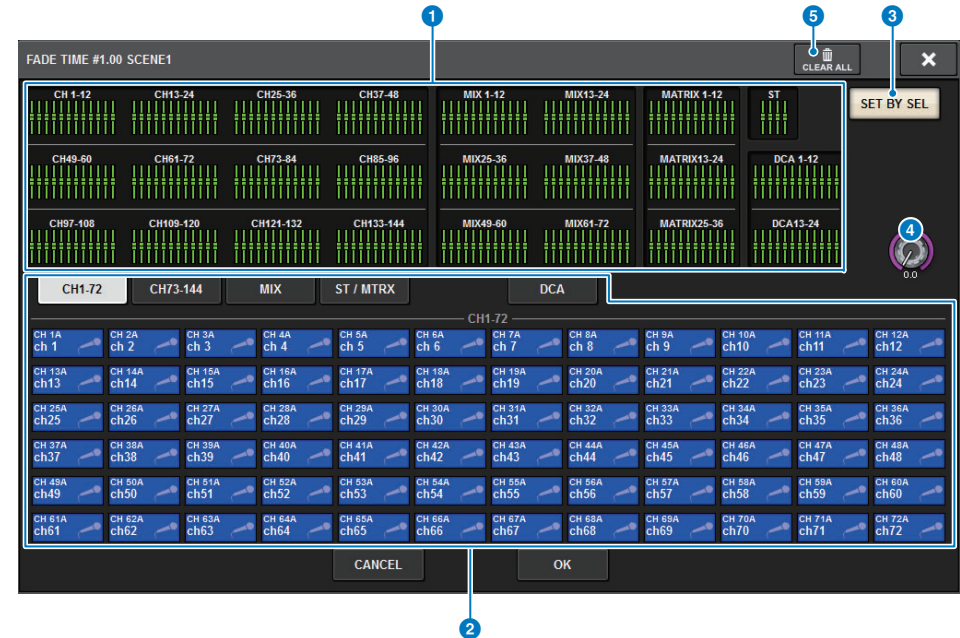 1 5 3
FADE TIME #1.00 SCENE1 CLEAR ALL
CH 1-12 CH13-24 CH25-36 CH37-48 MIX 1-12 MIX13-24 MATRIX 1-12 ST SET BY SEL
CH49-60 CH61-72 CH73-84 CH85-96 MIX25-36 MIX37-48 MATRIX13-24 DCA 1-12
CH97-108 CH109-120 CH121-132 CH133-144 MIX49-60 MIX61-72 MATRIX25-36 DCA13-24
4
0.0
CH1-72 CH73-144 MIX ST / MTRX DCA
CH1-72
CH 1A CH 2A CH 3A CH 4A CH 5A CH 6A CH 7A CH 8A CH 9A CH 10A CH 11A CH 12A
ch 1 ch 2 ch 3 ch 4 ch 5 ch 6 ch 7 ch 8 ch 9 ch10 ch11 ch12
CH 13A CH 14A CH 15A CH 16A CH 17A CH 18A CH 19A CH 20A CH 21A CH 22A CH 23A CH 24A
ch13 ch14 ch15 ch16 ch17 ch18 ch19 ch20 ch21 ch22 ch23 ch24
CH 25A CH 26A CH 27A CH 28A CH 29A CH 30A CH 31A CH 32A CH 33A CH 34A CH 35A CH 36A
ch25 ch26 ch27 ch28 ch29 ch30 ch31 ch32 ch33 ch34 ch35 ch36
CH 37A CH 38A CH 39A CH 40A CH 41A CH 42A CH 43A CH 44A CH 45A CH 46A CH 47A CH 48A
ch37 ch38 ch39 ch40 ch41 ch42 ch43 ch44 ch45 ch46 ch47 ch48
CH 49A CH 50A CH 51A CH 52A CH 53A CH 54A CH 55A CH 56A CH 57A CH 58A CH 59A CH 60A
ch49 ch50 ch51 ch52 ch53 ch54 ch55 ch56 ch57 ch58 ch59 ch60
CH 61A CH 62A CH 63A CH 64A CH 65A CH 66A CH 67A CH 68A CH 69A CH 70A CH 71A CH 72A
ch61 ch62 ch63 ch64 ch65 ch66 ch67 ch68 ch69 ch70 ch71 ch72
CANCEL OK
2